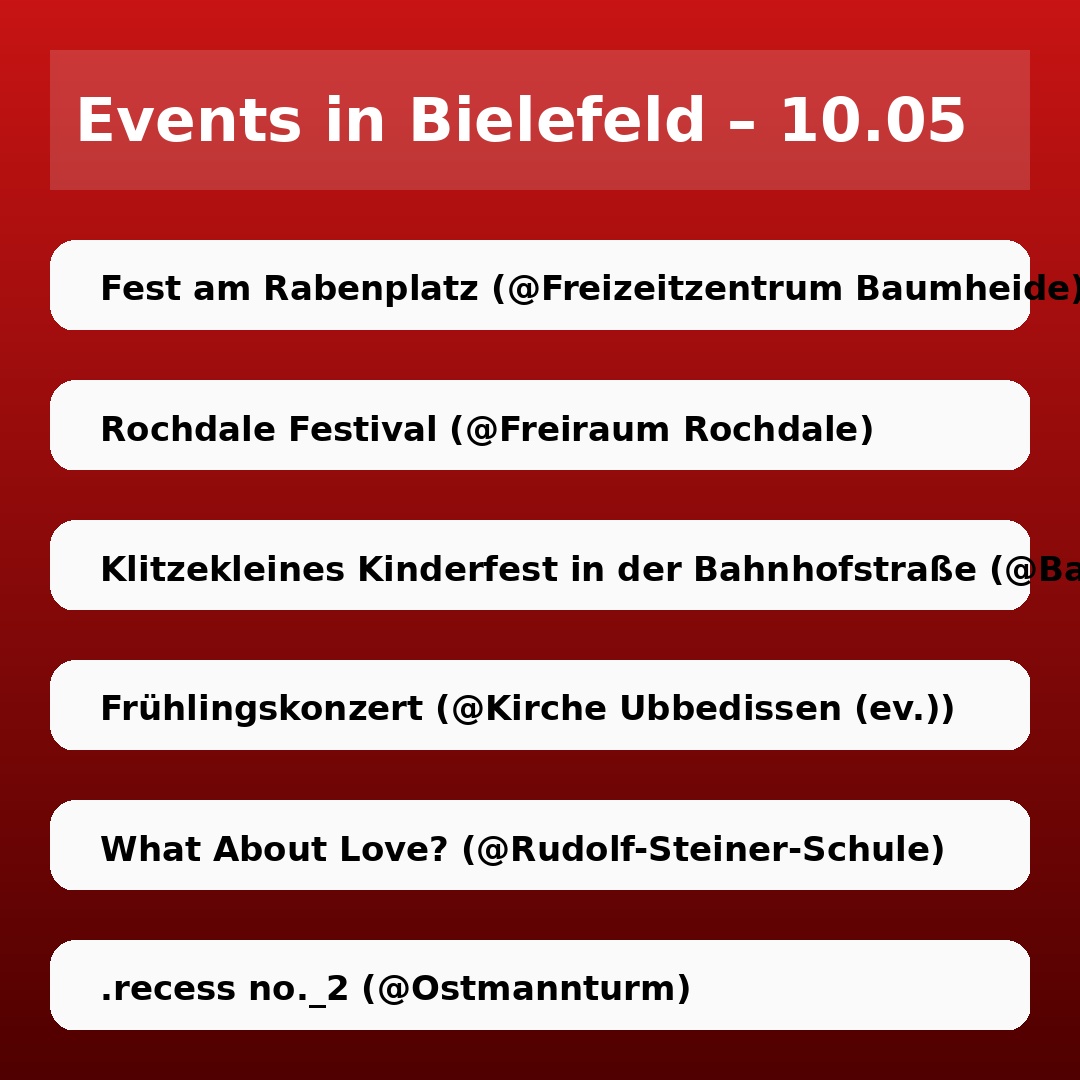 Events in Bielefeld – 10.05
Fest am Rabenplatz (@Freizeitzentrum Baumheide)
Rochdale Festival (@Freiraum Rochdale)
Klitzekleines Kinderfest in der Bahnhofstraße (@Ba
Frühlingskonzert (@Kirche Ubbedissen (ev.))
What About Love? (@Rudolf-Steiner-Schule)
.recess no._2 (@Ostmannturm)